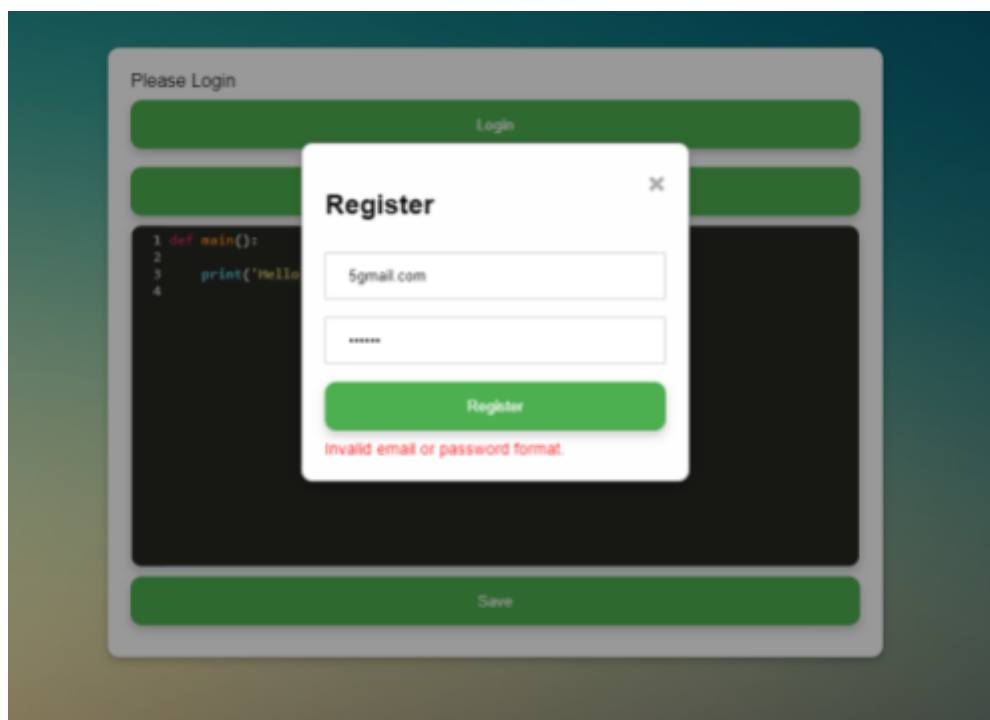 Please Login
Login
×
Register
1 def main():
2
3 print('Hello
4
5gmail.com
••••••
Register
Invalid email or password format.
Save